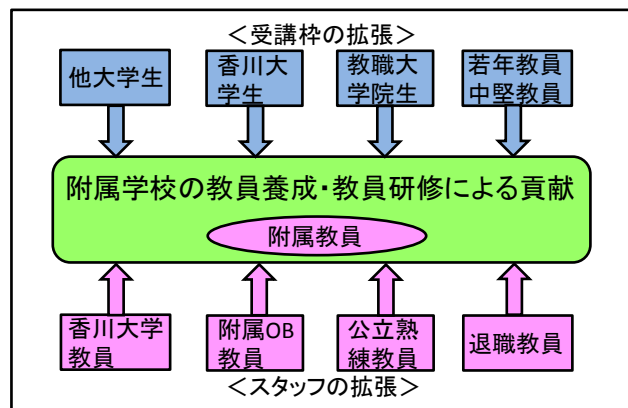 ＜受講枠の拡張＞
他大学生
香川大
学生
教職大
学院生
若年教員
中堅教員
附属学校の教員養成・教員研修による貢献
附属教員
香川大学
教員
附属OB
教員
公立熟
練教員
退職教員
＜スタッフの拡張＞